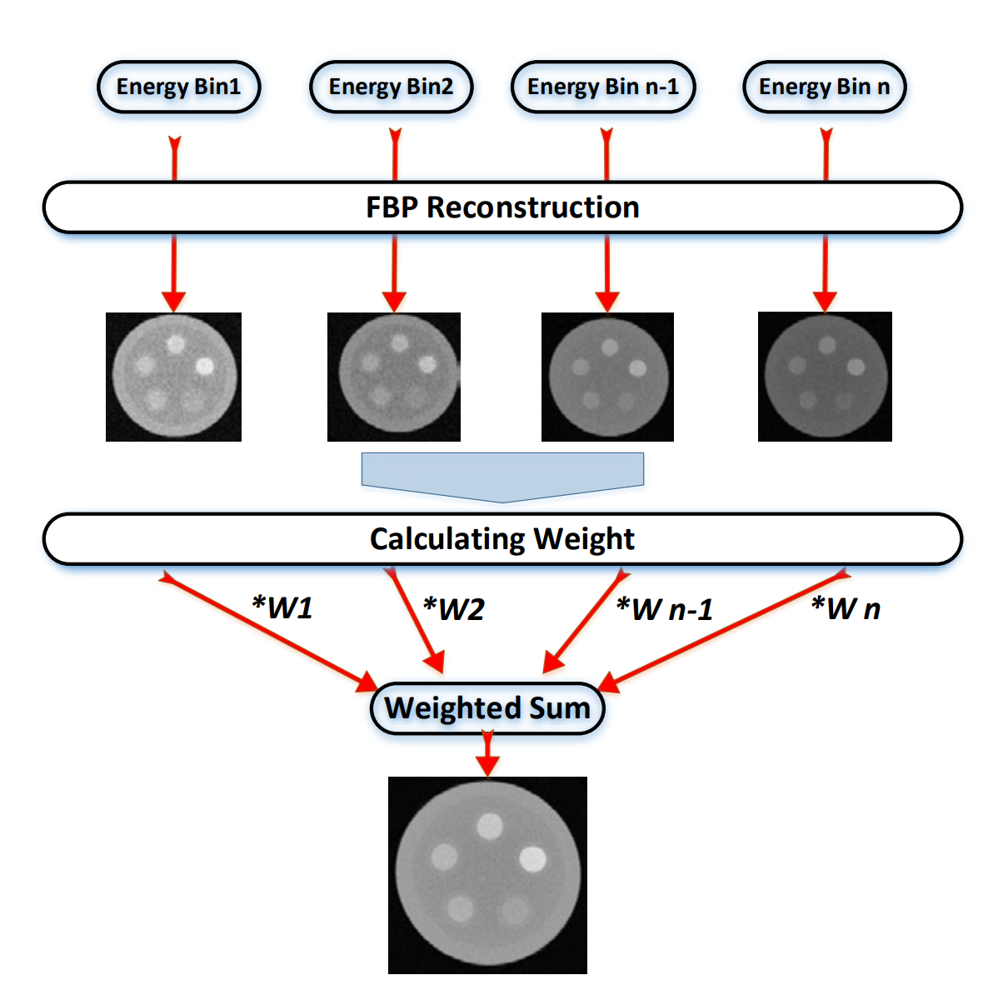 Energy Bin1
Energy Bin2
Energy Bin n-1
Energy Bin n
FBP Reconstruction
Calculating Weight
*W1
*W2
*W n-1
*W n
Weighted Sum